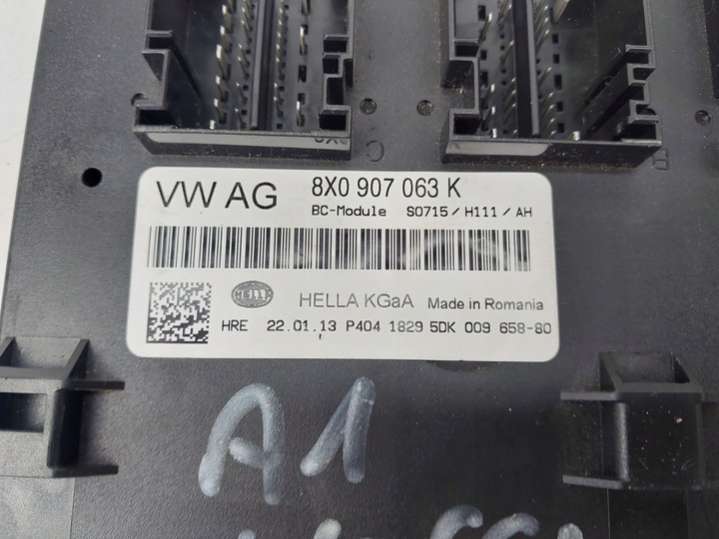 C
B
VW AG 8X0 907 063 K
BC-Module S0715 / H111 / AH
HELLA HELLA KGaA Made in Romania
HRE 22.01.13 P404 1829 5DK 009 658-80
A1